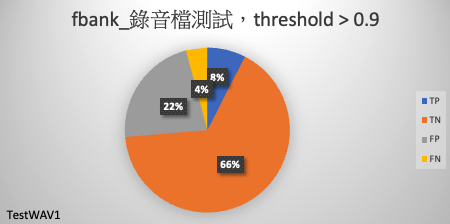 fbank_錄音檔測試，threshold > 0.9
8%
4%
22%
66%
TP
TN
FP
FN
TestWAV1